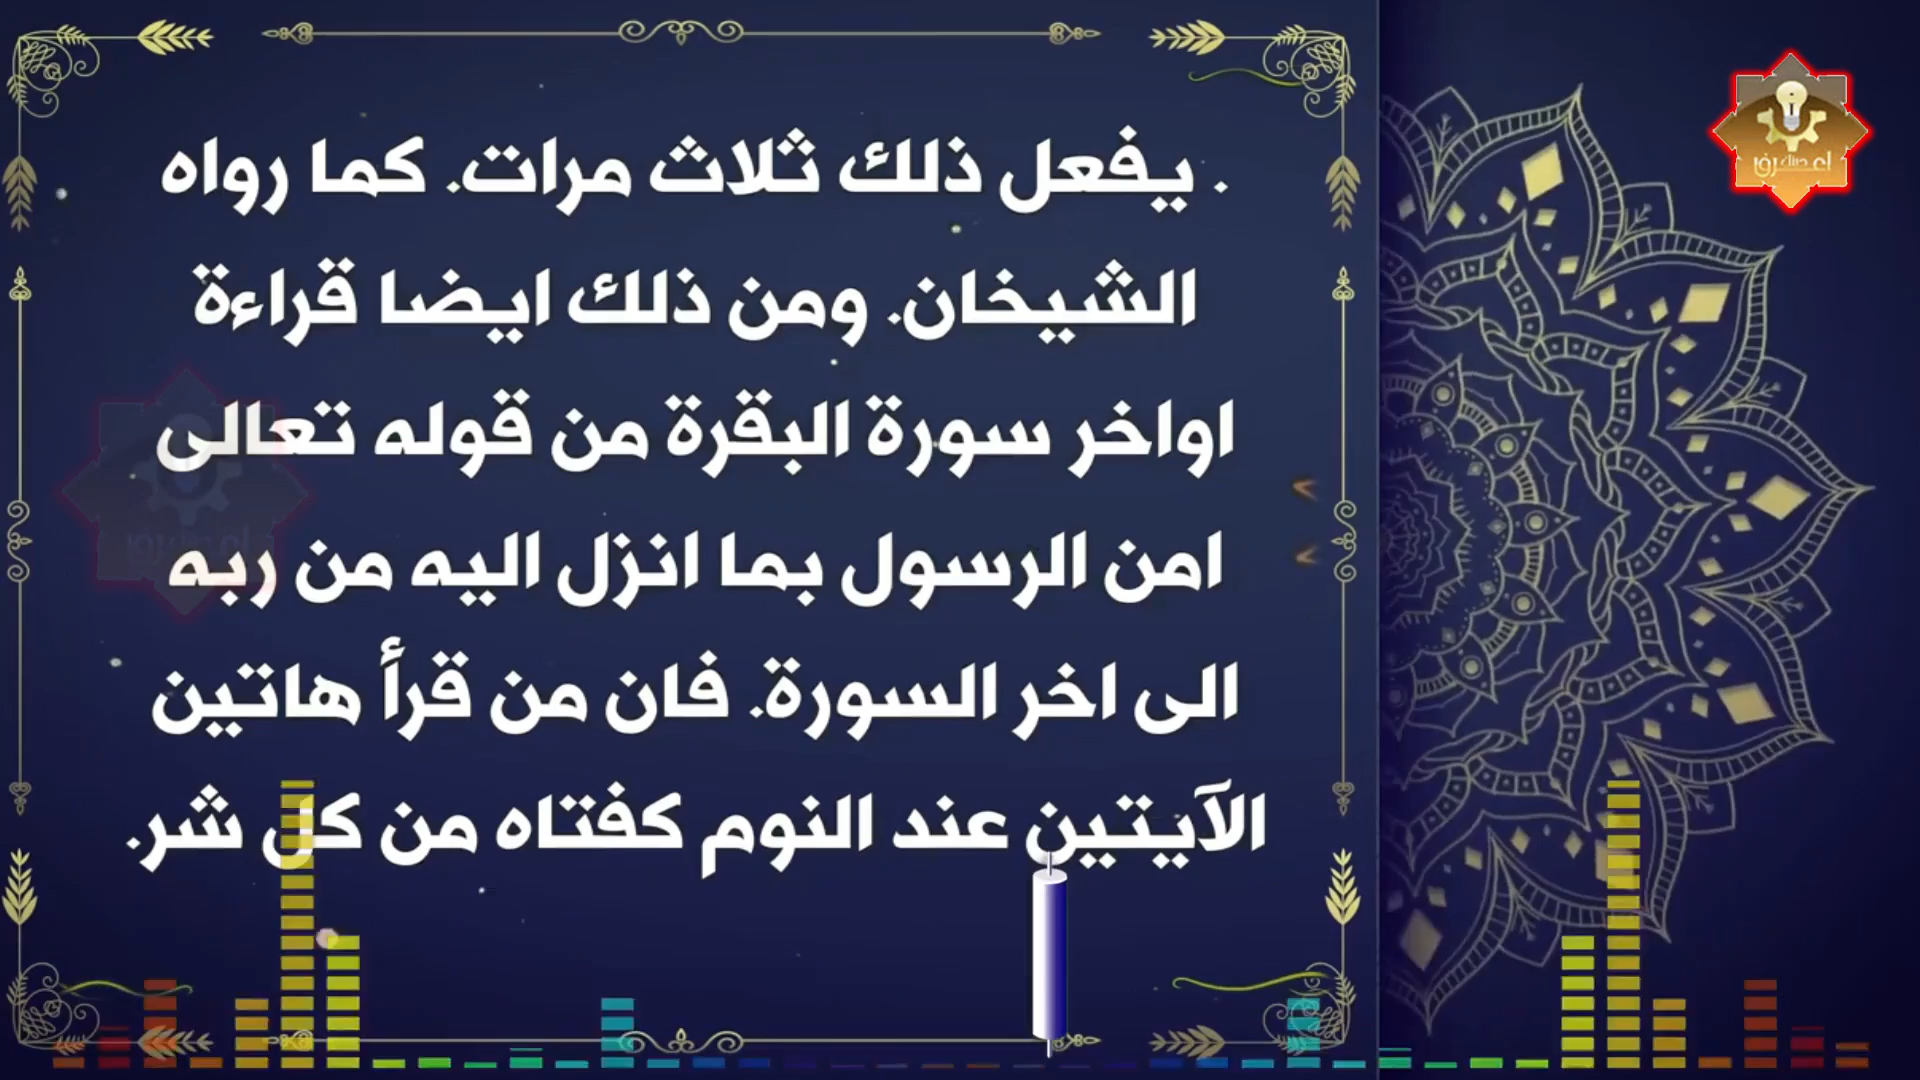 . يفعل ذلك ثلاث مرات. كما رواه
الشيخان. ومن ذلك ايضا قراءة
اواخر سورة البقرة من قوله تعالى
امن الرسول بما انزل اليه من ربه
الى اخر السورة. فان من قرأ هاتين
الآيتين عند النوم كفتاه من كل شر.